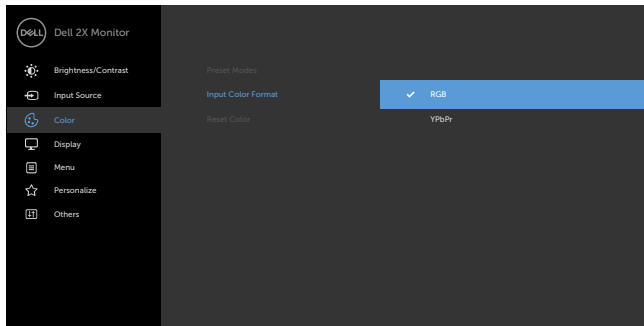 DELL Dell 2X Monitor
Brightness/Contrast
Preset Modes
Input Source
Input Color Format
RGB
Color
Reset Color
YPbPr
Display
Menu
Personalize
Others